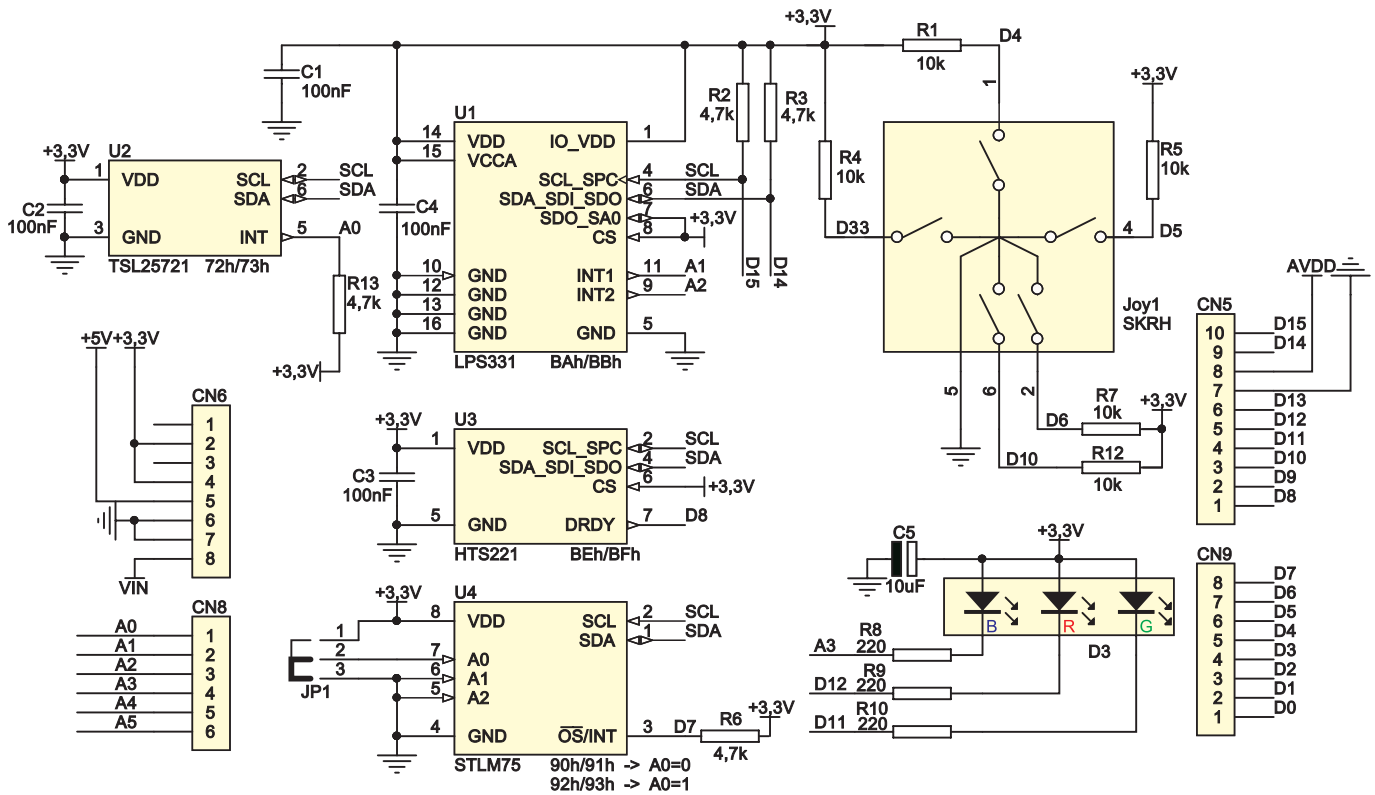 +3,3V
R1
10k
D4
1
C1
100nF
R2
4,7k
R3
4,7k
+3,3V
R4
10k
R5
10k
D33
4
D5
5
6
2
Joy1
SKRH
D6
R7
10k
+3,3V
D10
R12
10k
U2
+3,3V
1
VDD
SCL
2
SCL
SDA
6
SDA
C2
100nF
3
GND
INT
5
A0
TSL25721
72h/73h
R13
4,7k
+3,3V
U1
14
VDD
IO_VDD
1
15
VCCA
SCL_SPC
4
SCL
SDA_SDI_SDO
6
SDA
SDO_SA0
7
+3,3V
CS
8
C4
100nF
10
GND
INT1
11
A1
12
GND
INT2
9
A2
13
GND
16
GND
GND
5
LPS331
BAh/BBh
D15
D14
+5V
+3,3V
CN6
1
2
3
4
5
6
7
8
VIN
CN8
A0
1
A1
2
A2
3
A3
4
A4
5
A5
6
+3,3V
U3
1
VDD
SCL_SPC
2
SCL
SDA_SDI_SDO
4
SDA
CS
6
+3,3V
C3
100nF
5
GND
DRDY
7
D8
HTS221
BEh/BFh
+3,3V
U4
8
VDD
SCL
2
SCL
SDA
1
SDA
1
2
3
JP1
7
A0
6
A1
5
A2
4
GND
OS/INT
3
D7
R6
4,7k
+3,3V
STLM75
90h/91h -> A0=0
92h/93h -> A0=1
C5
10uF
+3,3V
B
R
G
D3
A3
R8
220
D12
R9
220
D11
R10
220
AVDD
CN5
10
D15
9
D14
8
7
6
D13
5
D12
4
D11
3
D10
2
D9
1
D8
CN9
8
D7
7
D6
6
D5
5
D4
4
D3
3
D2
2
D1
1
D0